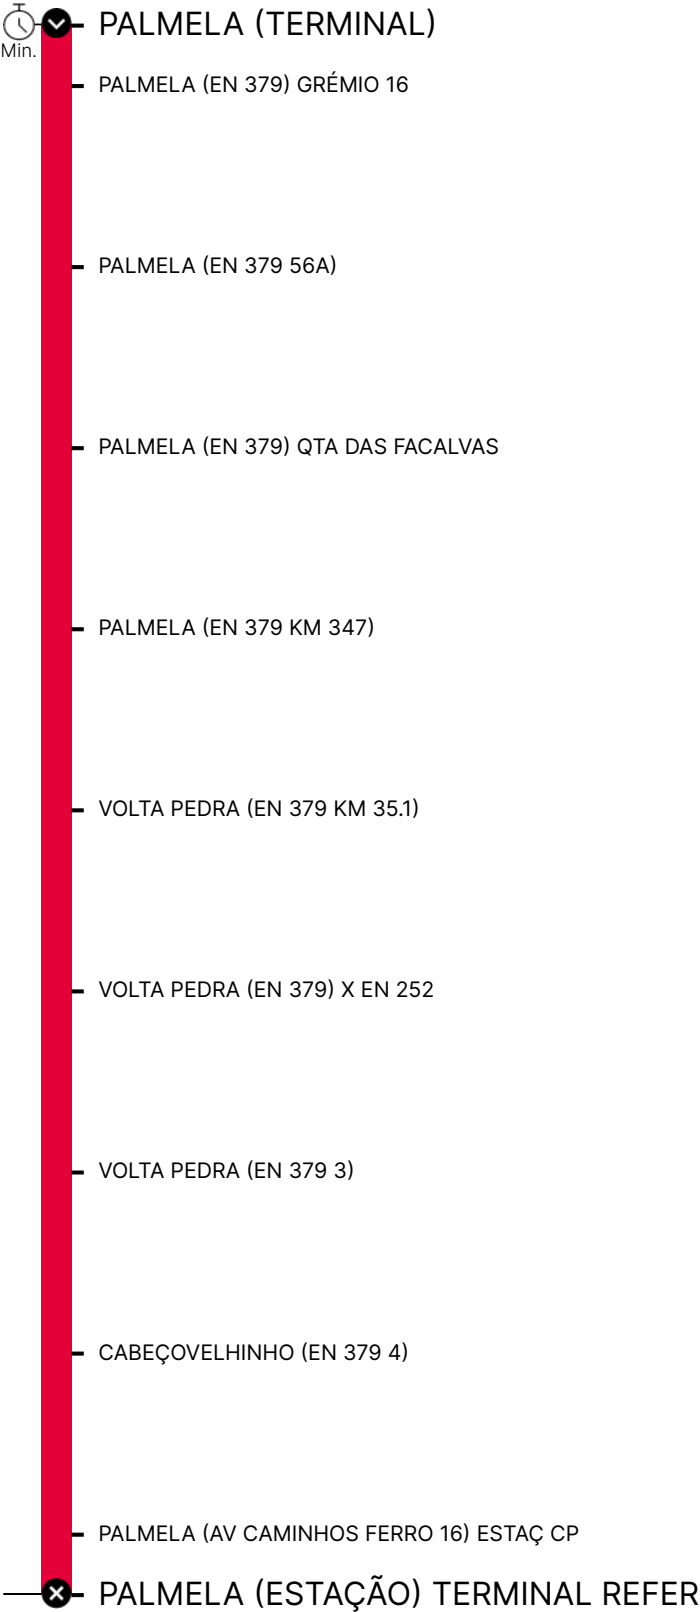 PALMELA (TERMINAL)
Min.
PALMELA (EN 379) GRÉMIO 16
PALMELA (EN 379 56A)
PALMELA (EN 379) QTA DAS FACALVAS
PALMELA (EN 379 KM 347)
VOLTA PEDRA (EN 379 KM 35.1)
VOLTA PEDRA (EN 379) X EN 252
VOLTA PEDRA (EN 379 3)
CABEÇOVELHINHO (EN 379 4)
PALMELA (AV CAMINHOS FERRO 16) ESTAÇ CP
PALMELA (ESTAÇÃO) TERMINAL REFER